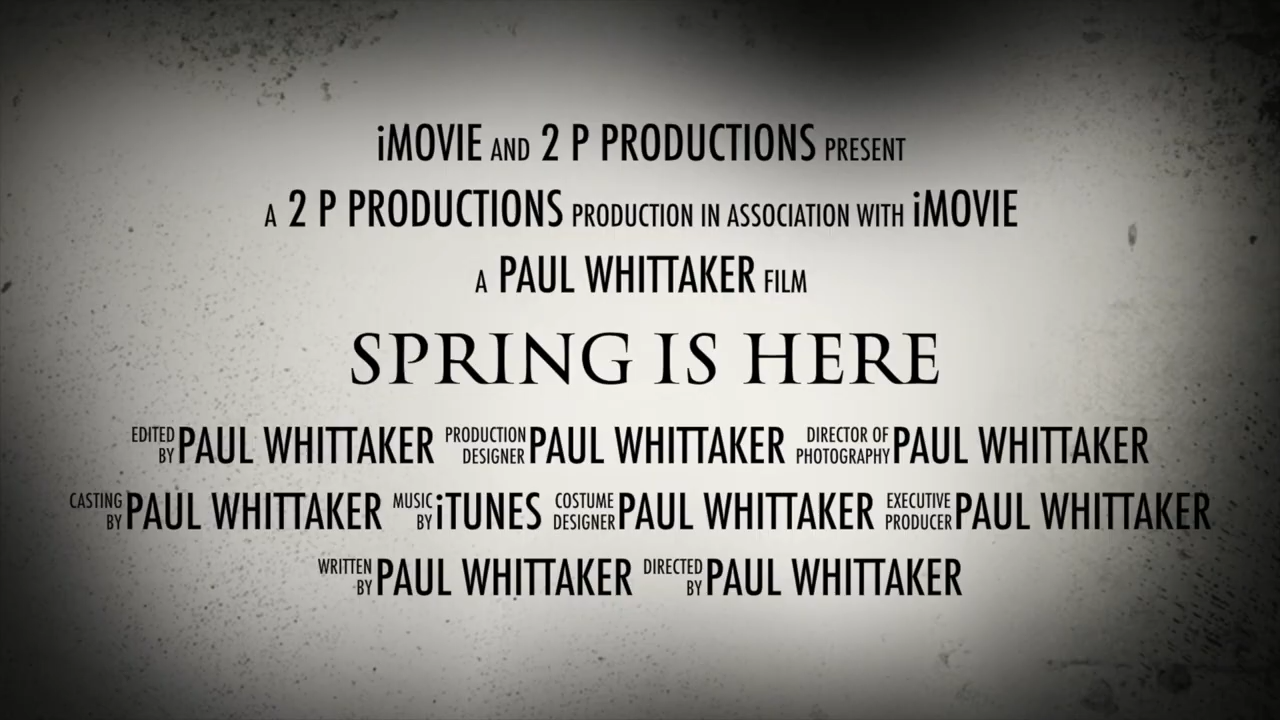 iMOVIE AND 2 P PRODUCTIONS PRESENT
A 2 P PRODUCTIONS PRODUCTION IN ASSOCIATION WITH iMOVIE
A PAUL WHITTAKER FILM
SPRING IS HERE
EDITED BY PAUL WHITTAKER PRODUCTION DESIGNER PAUL WHITTAKER DIRECTOR OF PHOTOGRAPHY PAUL WHITTAKER
CASTING BY PAUL WHITTAKER MUSIC BY iTUNES COSTUME DESIGNER PAUL WHITTAKER EXECUTIVE PRODUCER PAUL WHITTAKER
WRITTEN BY PAUL WHITTAKER DIRECTED BY PAUL WHITTAKER